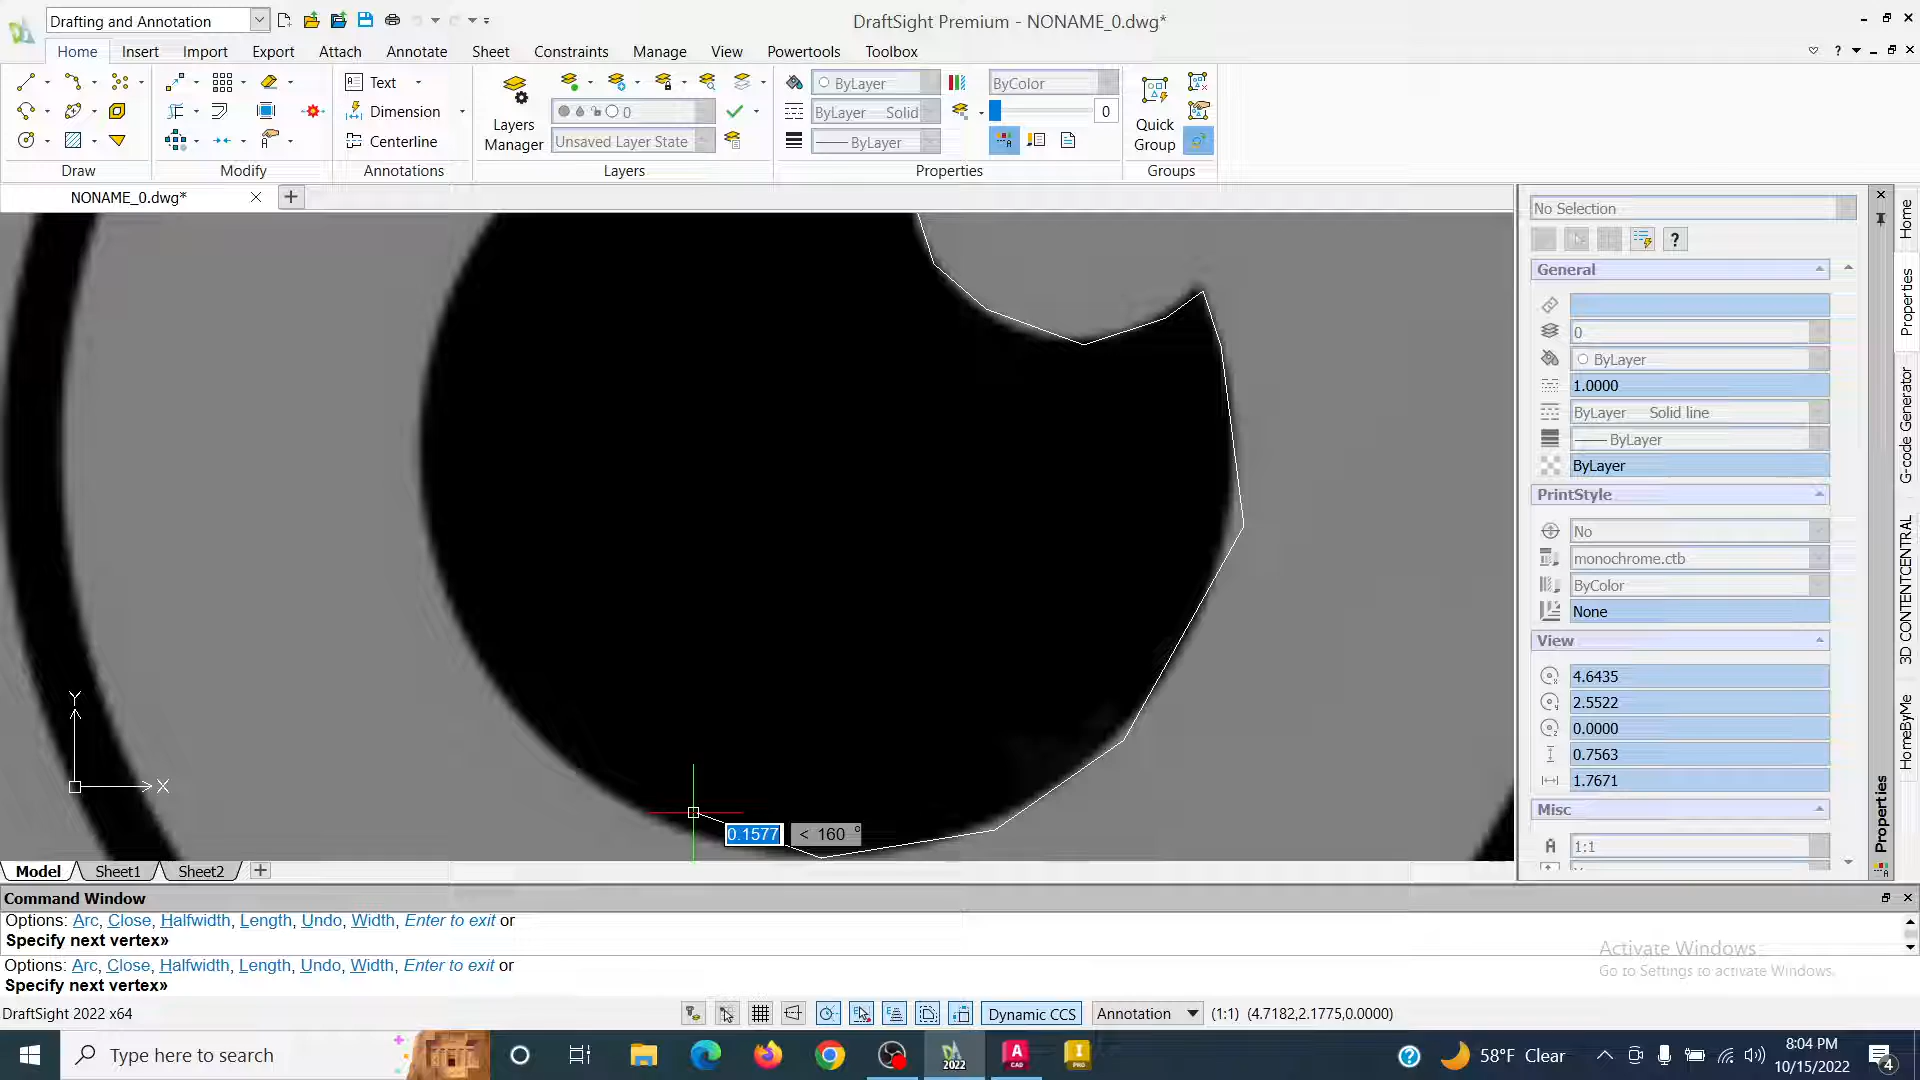 Drafting and Annotation
DraftSight Premium - NONAME_0.dwg*
Home Insert Import Export Attach Annotate Sheet Constraints Manage View Powertools Toolbox
Text
Dimension
Centerline
Layers
Manager
0
Unsaved Layer State
ByLayer
ByLayer Solid
ByLayer
ByColor
0
Quick
Group
Draw Modify Annotations Layers Properties Groups
NONAME_0.dwg*
No Selection
General
0
ByLayer
1.0000
ByLayer Solid line
ByLayer
ByLayer
PrintStyle
No
monochrome.ctb
ByColor
None
View
4.6435
2.5522
0.0000
0.7563
1.7671
Misc
1:1
Home
Properties
G-code Generator
3D CONTENTCENTRAL
HomeByMe
Properties
Y
X
0.1577 < 160 °
Model Sheet1 Sheet2
Command Window
Options: Arc, Close, Halfwidth, Length, Undo, Width, Enter to exit or
Specify next vertex»
Options: Arc, Close, Halfwidth, Length, Undo, Width, Enter to exit or
Specify next vertex»
Activate Windows
Go to Settings to activate Windows.
DraftSight 2022 x64
Dynamic CCS
Annotation
(1:1) (4.7182,2.1775,0.0000)
Type here to search
2022
CAD
PRO
58°F Clear
8:04 PM
10/15/2022
4